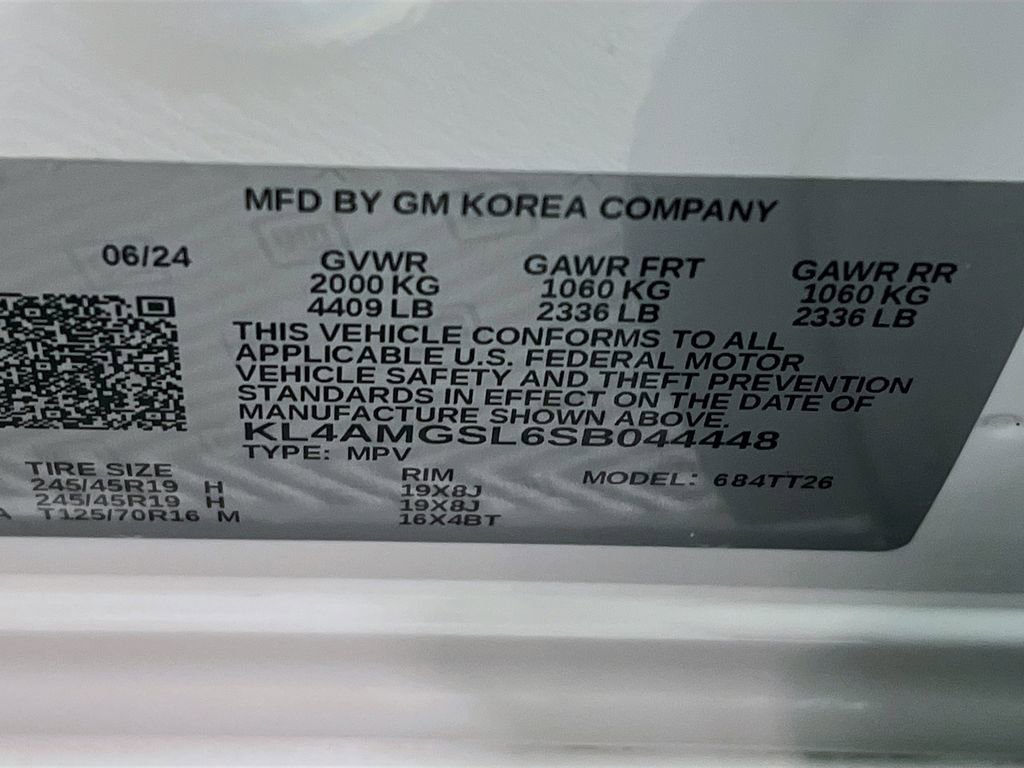 MFD BY GM KOREA COMPANY
06/24 GVWR GAWR FRT GAWR RR
2000 KG 1060 KG 1060 KG
4409 LB 2336 LB 2336 LB
THIS VEHICLE CONFORMS TO ALL
APPLICABLE U.S. FEDERAL MOTOR
VEHICLE SAFETY AND THEFT PREVENTION
STANDARDS IN EFFECT ON THE DATE OF
MANUFACTURE SHOWN ABOVE.
KL4AMGSL6SB044448
TYPE: MPV
TIRE SIZE RIM MODEL: 684TT26
245/45R19 H 19X8J
245/45R19 H 19X8J
A T125/70R16 M 16X4BT